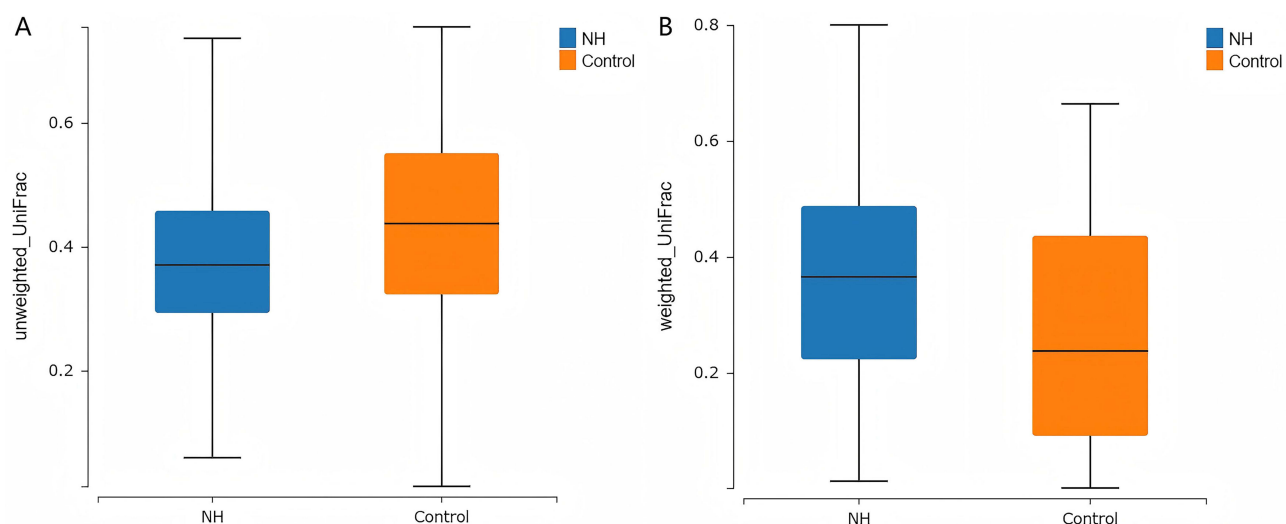 A
NH
Control
unweighted_UniFrac
0.6
0.4
0.2
NH
Control
B
NH
Control
weighted_UniFrac
0.8
0.6
0.4
0.2
NH
Control